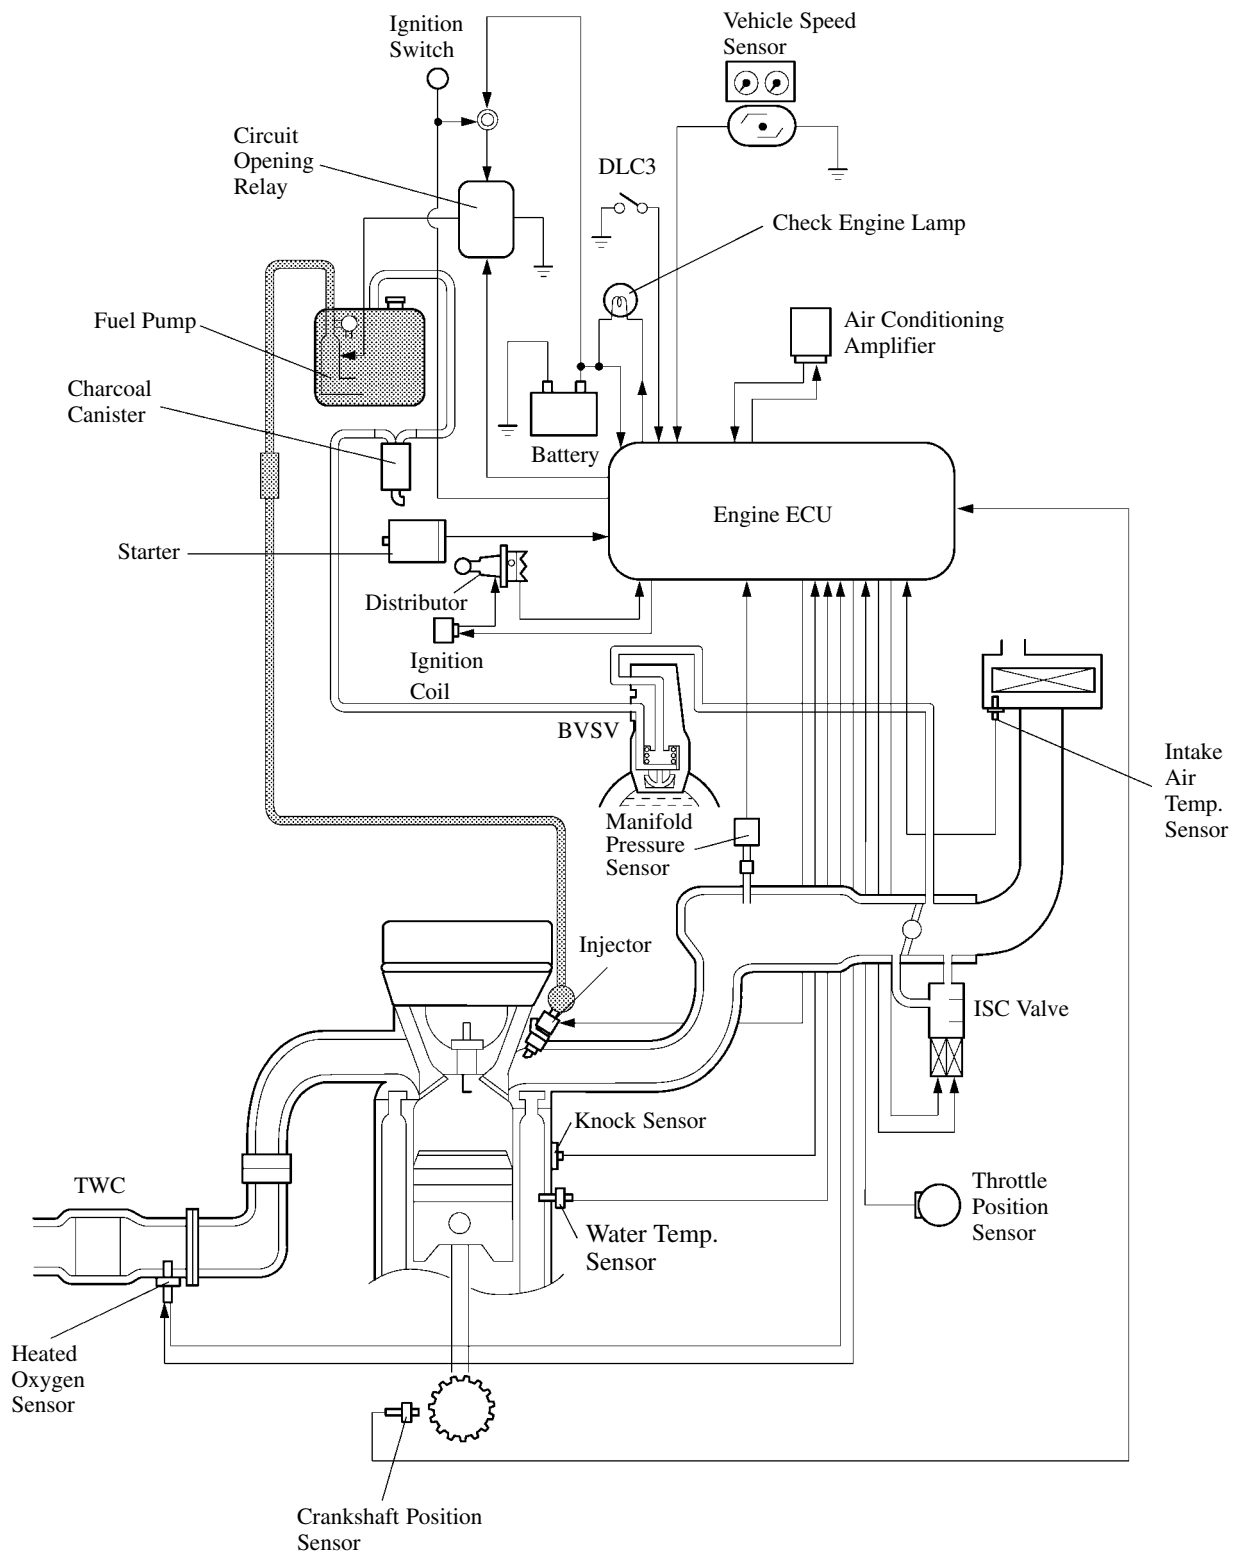 Ignition
Switch
Vehicle Speed
Sensor
Circuit
Opening
Relay
DLC3
Check Engine Lamp
Fuel Pump
Air Conditioning
Amplifier
Charcoal
Canister
Battery
Engine ECU
Starter
Distributor
Ignition
Coil
BVSV
Intake
Air
Temp.
Sensor
Manifold
Pressure
Sensor
Injector
ISC Valve
Knock Sensor
TWC
Throttle
Position
Sensor
Water Temp.
Sensor
Heated
Oxygen
Sensor
Crankshaft Position
Sensor